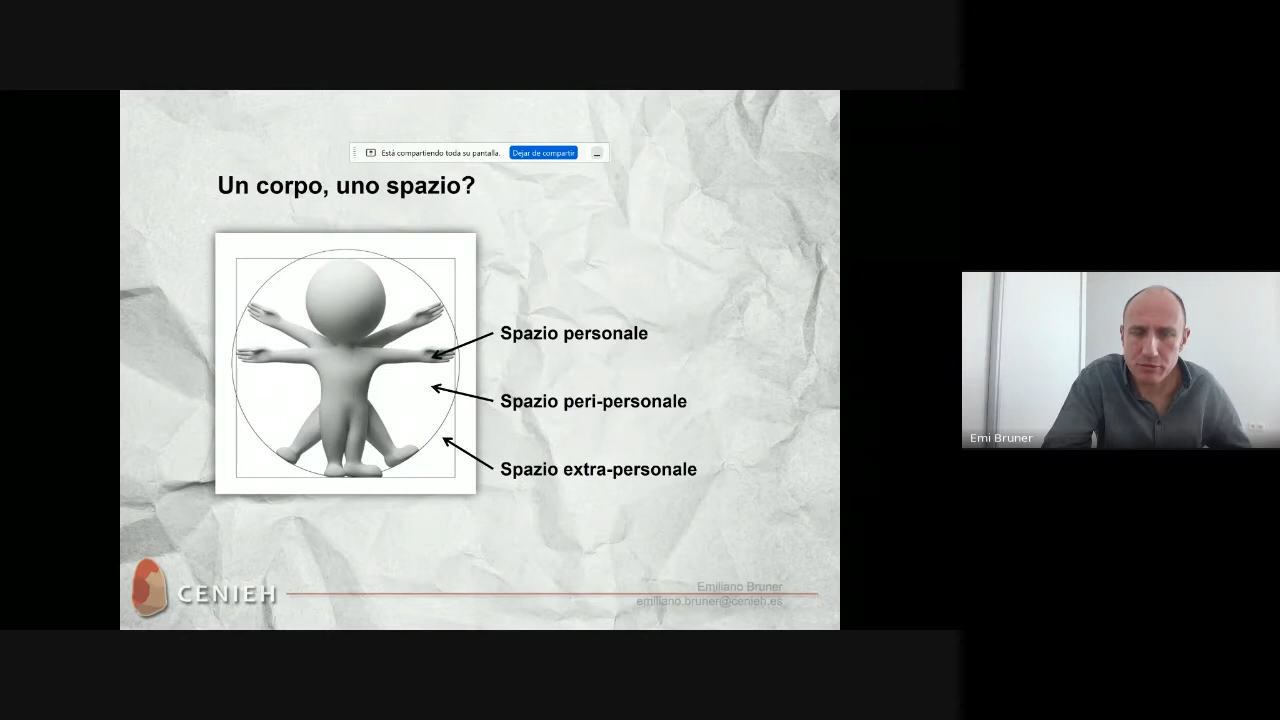 Está compartiendo toda su pantalla.
Dejar de compartir
Un corpo, uno spazio?
Spazio personale
Spazio peri-personale
Spazio extra-personale
Emi Bruner
CENIEH
Emiliano Bruner
emiliano.bruner@cenieh.es